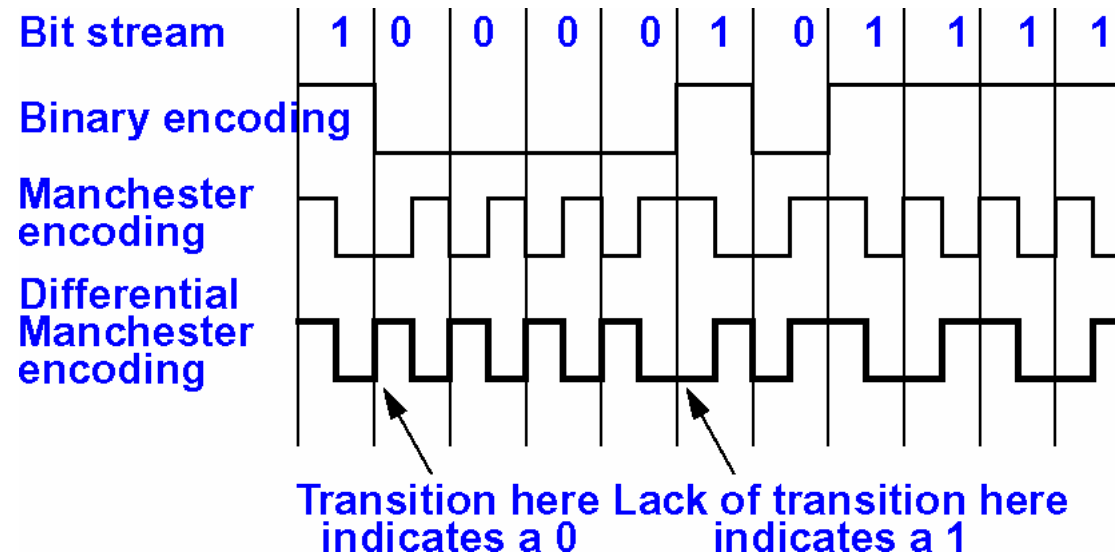 Bit stream 1 0 0 0 0 1 0 1 1 1 1
Binary encoding
Manchester
encoding
Differential
Manchester
encoding
Transition here Lack of transition here
indicates a 0 indicates a 1